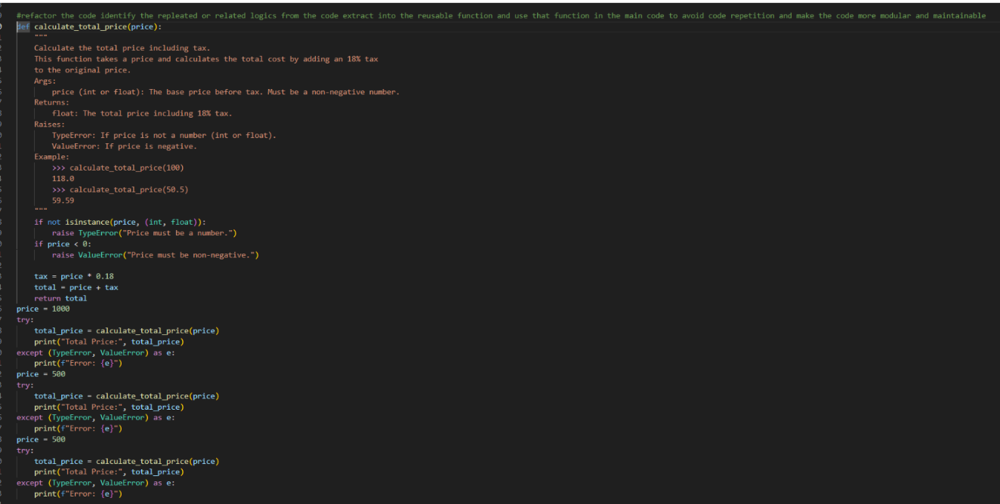 #refactor the code identify the repleated or related logics from the code extract into the reusable function and use that function in the main code to avoid code repetition and make the code more modular and maintainable
def calculate_total_price(price):
    """
    Calculate the total price including tax.
    This function takes a price and calculates the total cost by adding an 18% tax
    to the original price.
    Args:
        price (int or float): The base price before tax. Must be a non-negative number.
    Returns:
        float: The total price including 18% tax.
    Raises:
        TypeError: If price is not a number (int or float).
        ValueError: If price is negative.
    Example:
        >>> calculate_total_price(100)
        118.0
        >>> calculate_total_price(50.5)
        59.59
    """
    if not isinstance(price, (int, float)):
        raise TypeError("Price must be a number.")
    if price < 0:
        raise ValueError("Price must be non-negative.")

    tax = price * 0.18
    total = price + tax
    return total
price = 1000
try:
    total_price = calculate_total_price(price)
    print("Total Price:", total_price)
except (TypeError, ValueError) as e:
    print(f"Error: {e}")
price = 500
try:
    total_price = calculate_total_price(price)
    print("Total Price:", total_price)
except (TypeError, ValueError) as e:
    print(f"Error: {e}")
price = 500
try:
    total_price = calculate_total_price(price)
    print("Total Price:", total_price)
except (TypeError, ValueError) as e:
    print(f"Error: {e}")